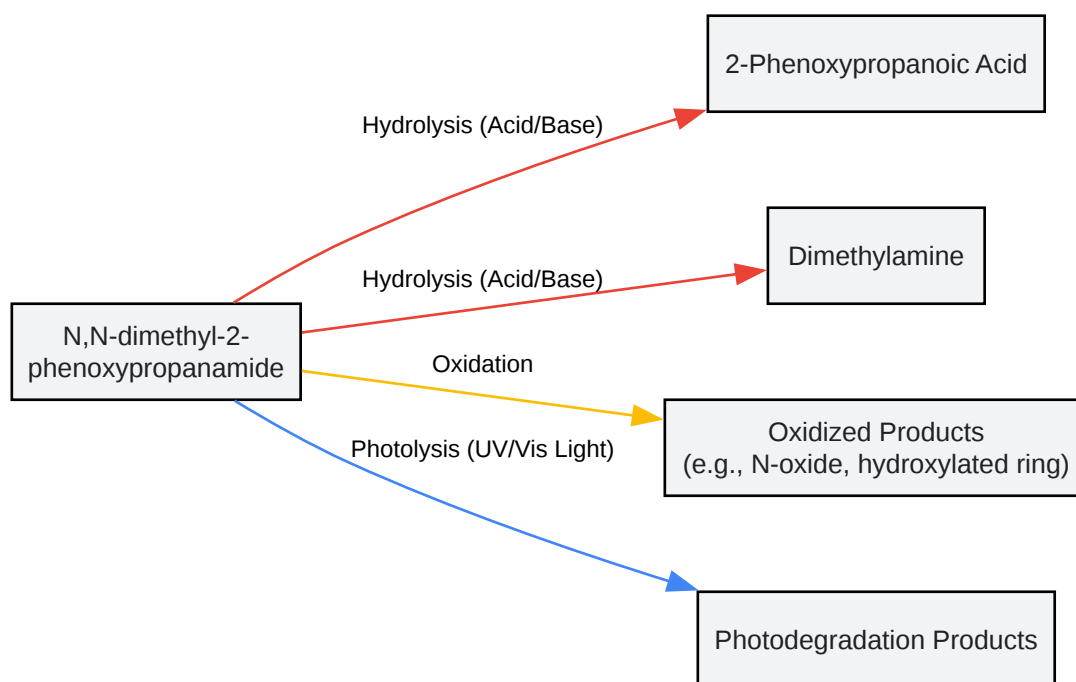 2-Phenoxypropanoic Acid
Hydrolysis (Acid/Base)
Dimethylamine
Hydrolysis (Acid/Base)
N,N-dimethyl-2-
phenoxypropanamide
Oxidation
Oxidized Products
(e.g., N-oxide, hydroxylated ring)
Photolysis (UV/Vis Light)
Photodegradation Products